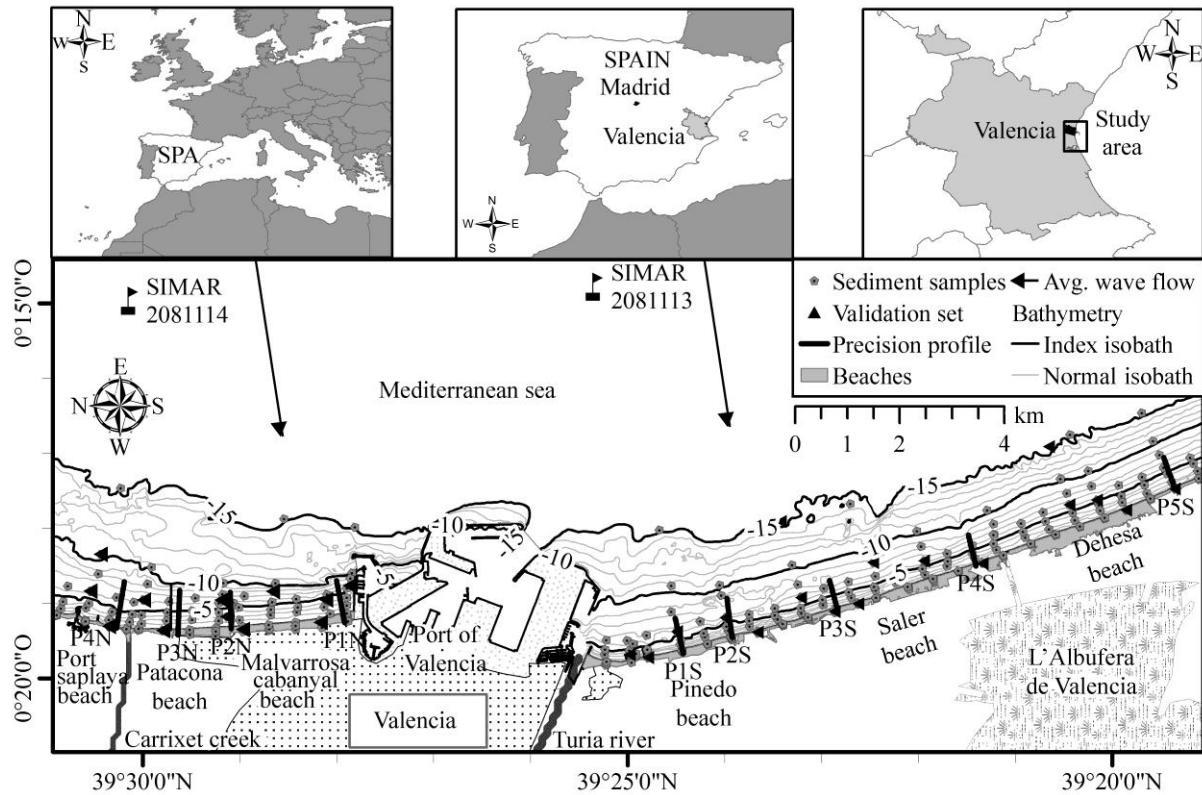 N
W
E
S
SPA
SPAIN
Madrid
Valencia
N
W
E
S
N
W
E
S
Valencia
Study
area
SIMAR
2081114
SIMAR
2081113
Sediment samples
Avg. wave flow
Validation set
Bathymetry
Precision profile
Index isobath
Beaches
Normal isobath
km
0 1 2 4
0°15'0"O
E
N
S
W
Mediterranean sea
-15
-10
-15
-10
-5
-15
-15
-10
-10
-5
-5
P4N
P3N
P2N
P1N
P1S
P2S
P3S
P4S
P5S
Port
saplaya
beach
Patacona
beach
Malvarrosa
cabanyal
beach
Port of
Valencia
Pinedo
beach
Saler
beach
Dehesa
beach
L'Albufera
de Valencia
0°20'0"O
Valencia
Carrixet creek
Turia river
39°30'0"N
39°25'0"N
39°20'0"N